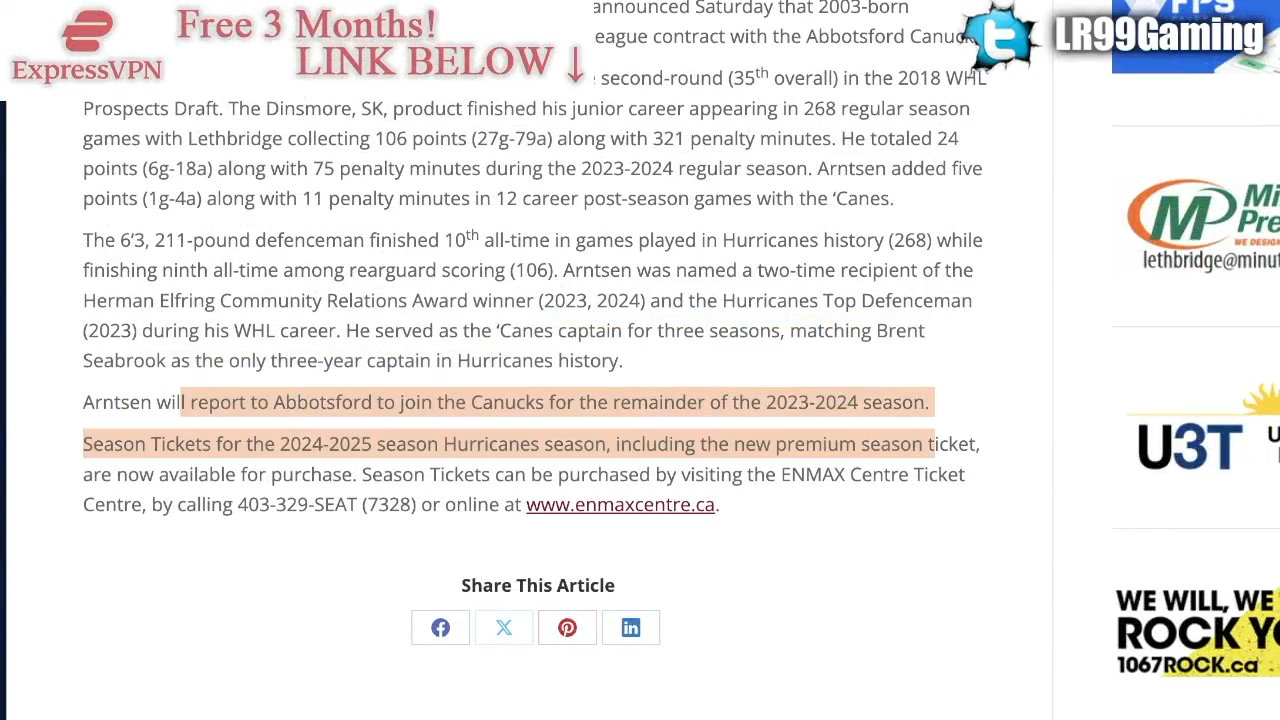 Free 3 Months!
LINK BELOW ↓
ExpressVPN
LR99Gaming
announced Saturday that 2003-born
eague contract with the Abbotsford Canuc
second-round (35th overall) in the 2018 WHL
Prospects Draft. The Dinsmore, SK, product finished his junior career appearing in 268 regular season
games with Lethbridge collecting 106 points (27g-79a) along with 321 penalty minutes. He totaled 24
points (6g-18a) along with 75 penalty minutes during the 2023-2024 regular season. Arntsen added five
points (1g-4a) along with 11 penalty minutes in 12 career post-season games with the ‘Canes.
The 6’3, 211-pound defenceman finished 10th all-time in games played in Hurricanes history (268) while
finishing ninth all-time among rearguard scoring (106). Arntsen was named a two-time recipient of the
Herman Elfring Community Relations Award winner (2023, 2024) and the Hurricanes Top Defenceman
(2023) during his WHL career. He served as the ‘Canes captain for three seasons, matching Brent
Seabrook as the only three-year captain in Hurricanes history.
Arntsen will report to Abbotsford to join the Canucks for the remainder of the 2023-2024 season.
Season Tickets for the 2024-2025 season Hurricanes season, including the new premium season ticket,
are now available for purchase. Season Tickets can be purchased by visiting the ENMAX Centre Ticket
Centre, by calling 403-329-SEAT (7328) or online at www.enmaxcentre.ca.
Share This Article
FPS
Mi
Pre
WE DESIG
lethbridge@minu
U3T
WE WILL, WE
ROCK YO
1067ROCK.ca